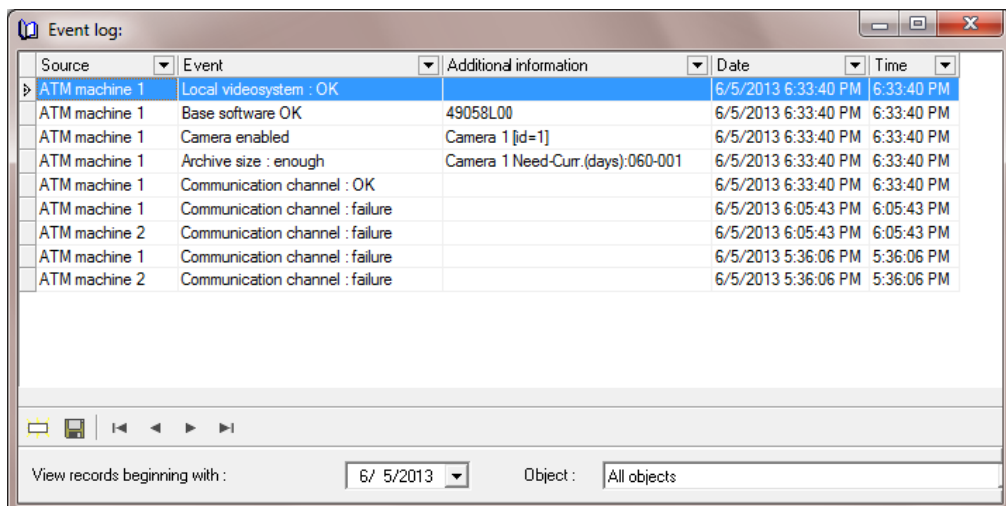 Event log:
Source Event Additional information Date Time
ATM machine 1 Local videosystem : OK 6/5/2013 6:33:40 PM 6:33:40 PM
ATM machine 1 Base software OK 49058L00 6/5/2013 6:33:40 PM 6:33:40 PM
ATM machine 1 Camera enabled Camera 1 [id=1] 6/5/2013 6:33:40 PM 6:33:40 PM
ATM machine 1 Archive size : enough Camera 1 Need-Curr.(days):060-001 6/5/2013 6:33:40 PM 6:33:40 PM
ATM machine 1 Communication channel : OK 6/5/2013 6:33:40 PM 6:33:40 PM
ATM machine 1 Communication channel : failure 6/5/2013 6:05:43 PM 6:05:43 PM
ATM machine 2 Communication channel : failure 6/5/2013 6:05:43 PM 6:05:43 PM
ATM machine 1 Communication channel : failure 6/5/2013 5:36:06 PM 5:36:06 PM
ATM machine 2 Communication channel : failure 6/5/2013 5:36:06 PM 5:36:06 PM
View records beginning with : 6/ 5/2013 Object : All objects